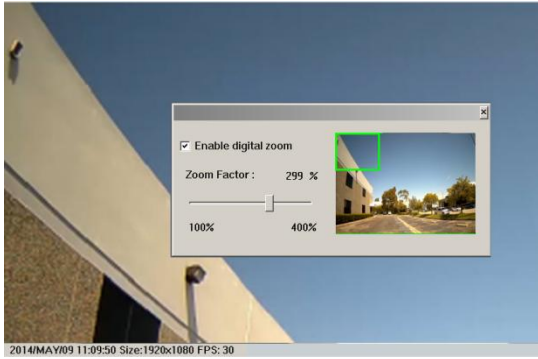 x
Enable digital zoom
Zoom Factor : 299 %
100% 400%
2014/MAY/09 11:09:50 Size:1920x1080 FPS: 30